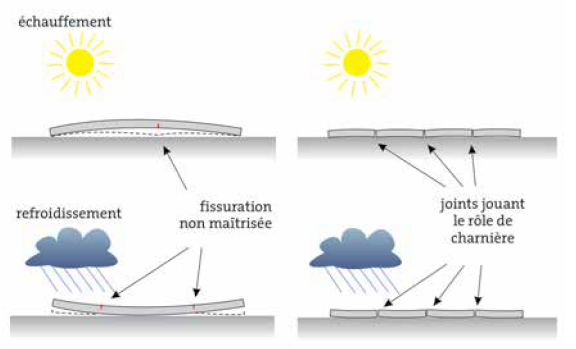 échauffement
refroidissement
fissuration
non maîtrisée
joints jouant
le rôle de
charnière